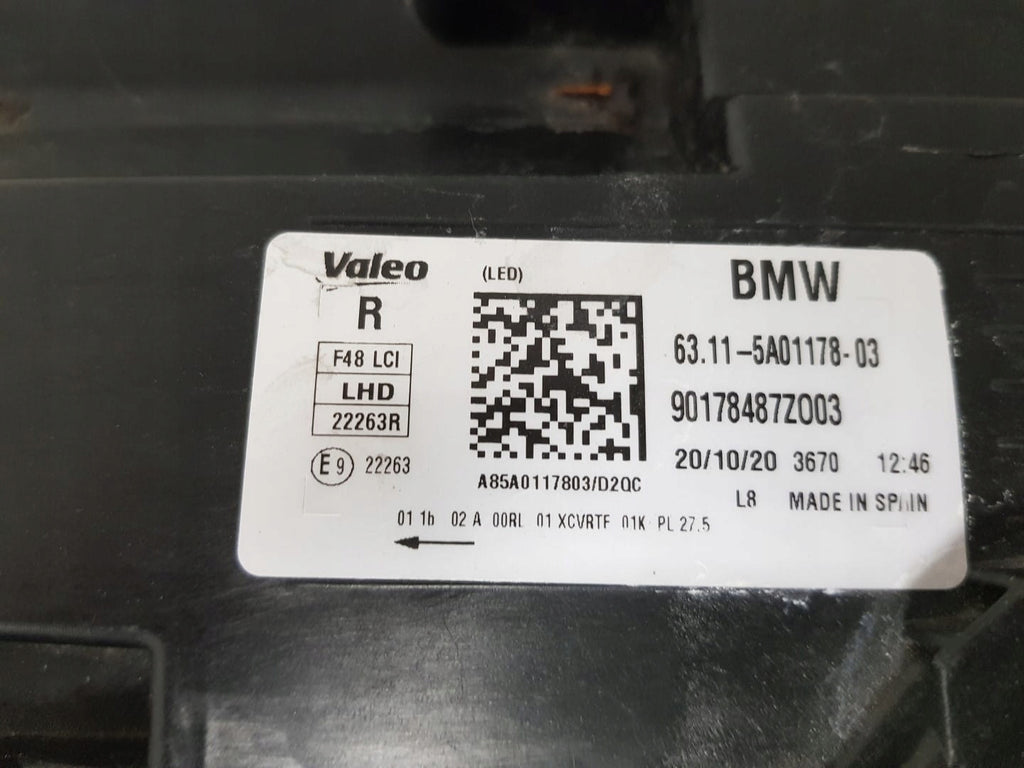 Valeo
(LED)
BMW
R
F48 LCI
LHD
22263R
E9 22263
63.11-5A01178-03
90178487Z003
20/10/20 3670 12:46
A85A0117803/D2QC
L8 MADE IN SPAIN
01 1b 02 A 00RL 01 XCVRTF 01K PL 27.5